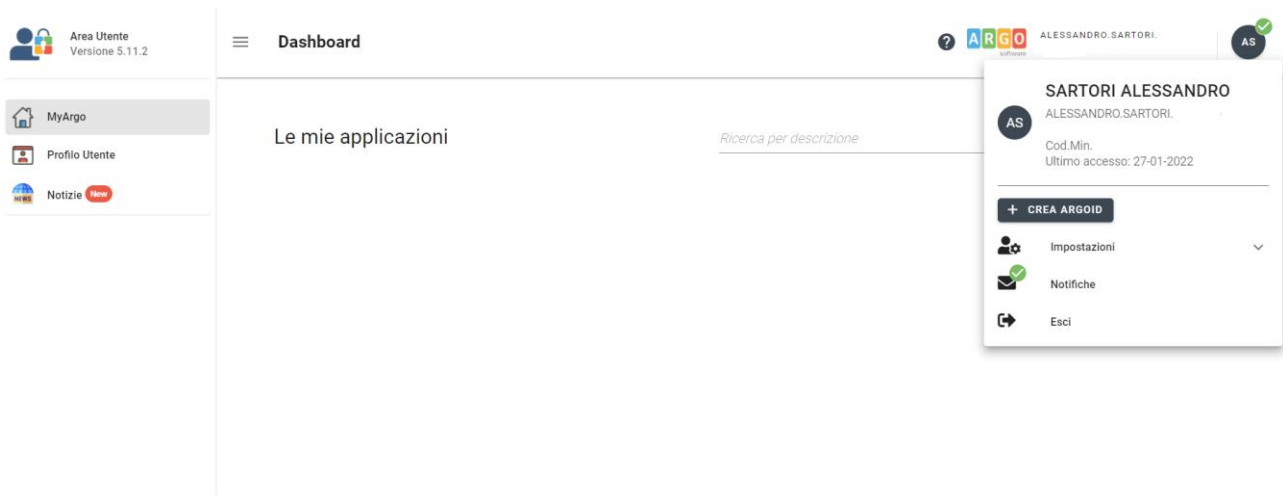 Area Utente
Versione 5.11.2
Dashboard
ARGO
software
ALESSANDRO.SARTORI.
AS
MyArgo
Profilo Utente
NEWS
Notizie New
Le mie applicazioni
Ricerca per descrizione
AS
SARTORI ALESSANDRO
ALESSANDRO.SARTORI.
Cod.Min.
Ultimo accesso: 27-01-2022
+ CREA ARGOID
Impostazioni
Notifiche
Esci